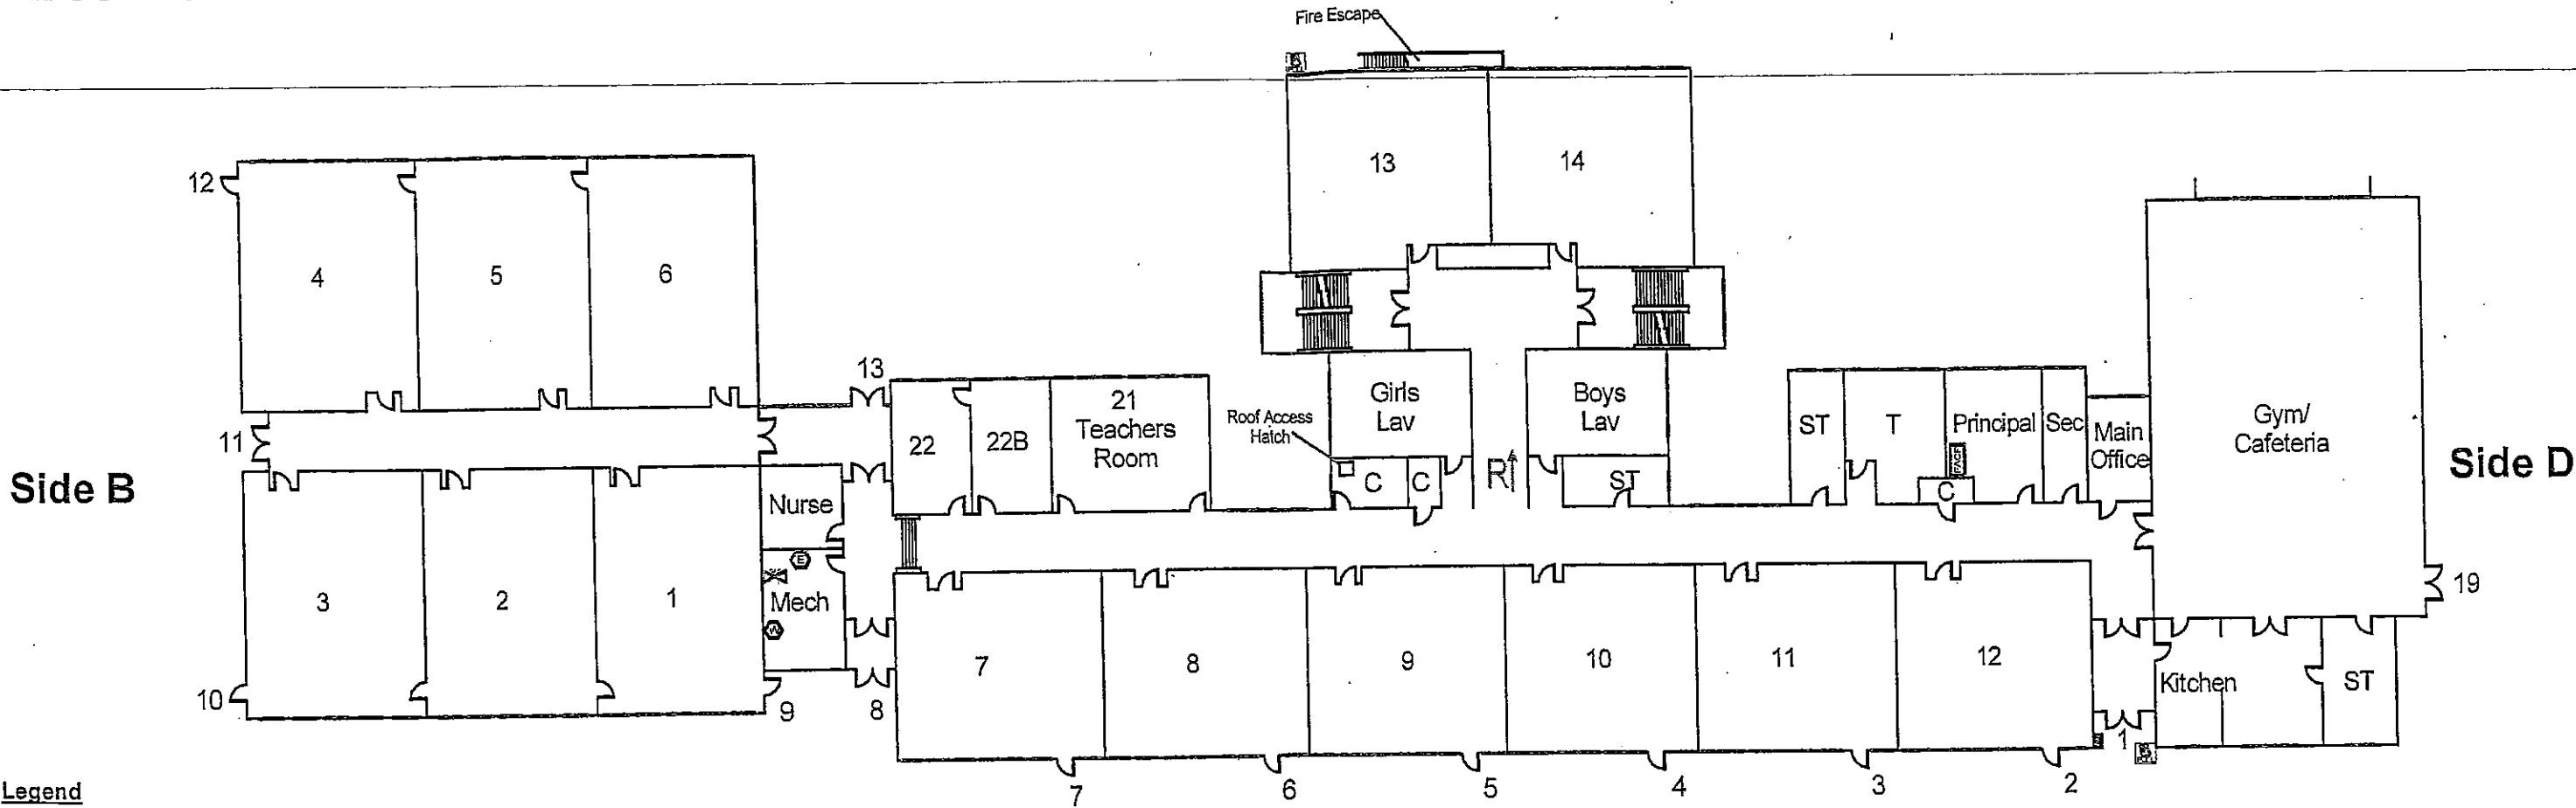 Fire Escape
13
14
12
4
5
6
13
11
22
22B
21
Teachers
Room
Girls
Lav
Boys
Lav
Roof Access
Hatch
C
C
R
ST
ST
T
Principal
Sec
Main
Office
C
FACP
Gym/
Cafeteria
Side B
Side D
Nurse
E
Mech
W
3
2
1
7
8
9
10
11
12
19
Kitchen
ST
10
9
8
1
7
6
5
4
3
2
Legend